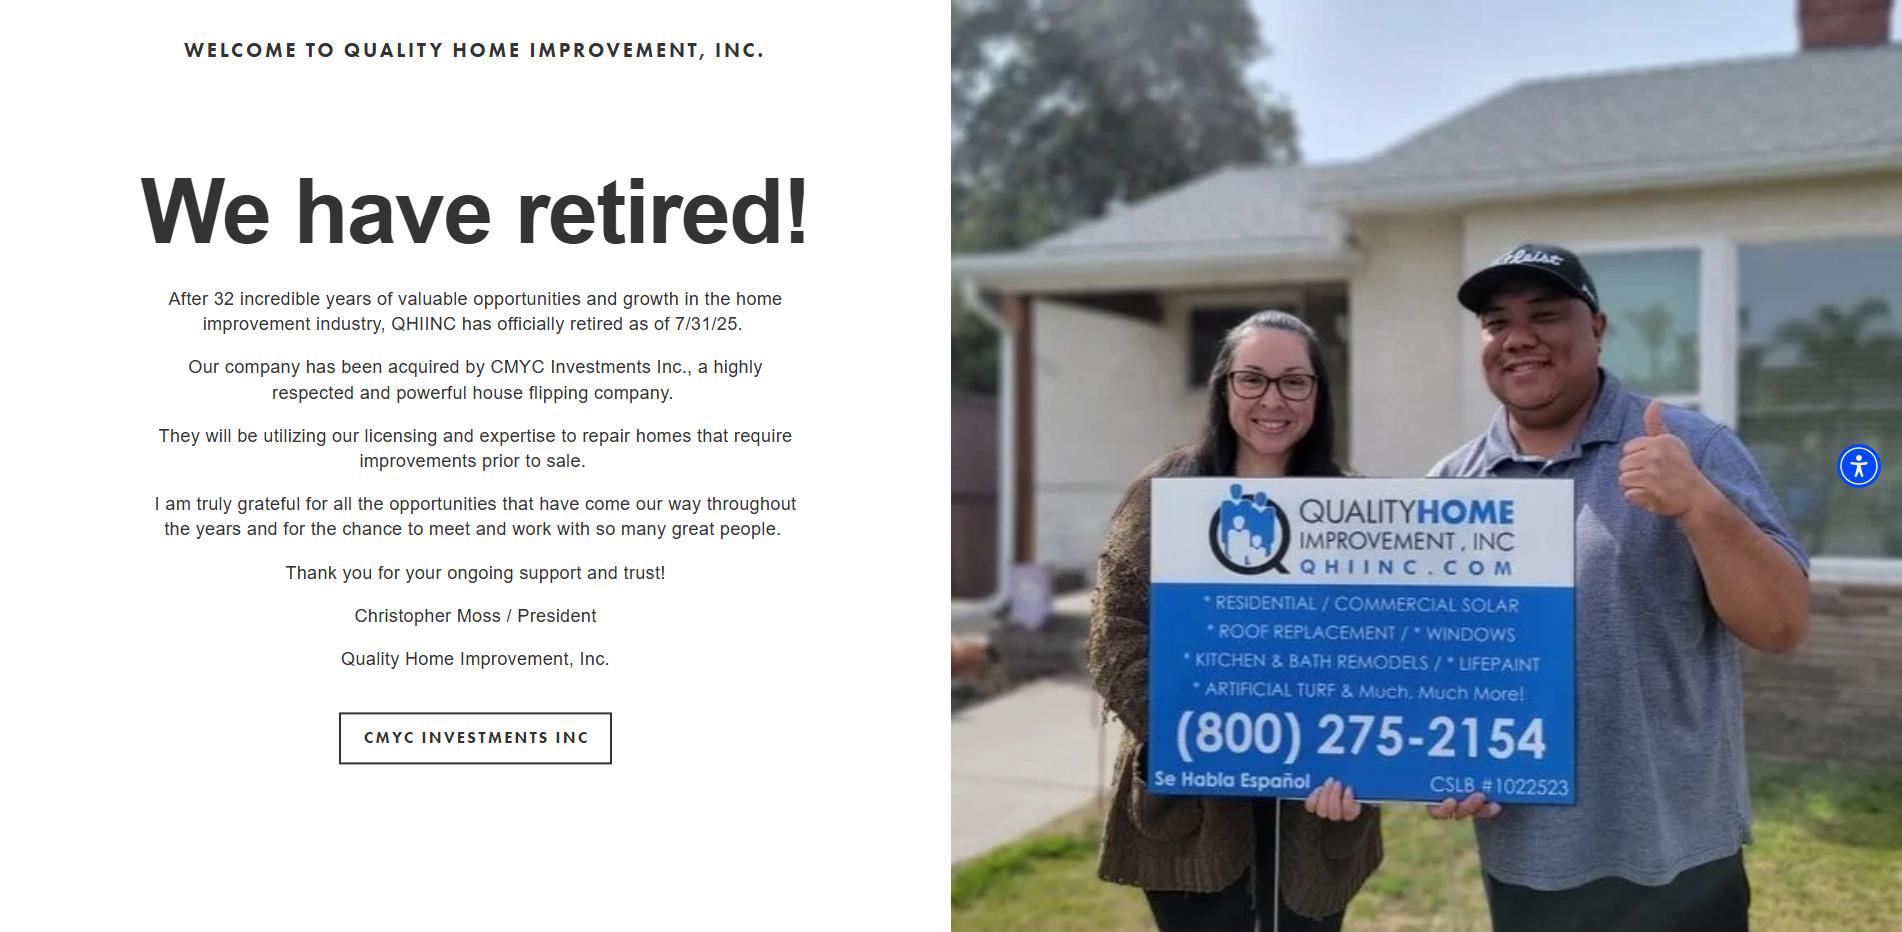 WELCOME TO QUALITY HOME IMPROVEMENT, INC.
We have retired!
After 32 incredible years of valuable opportunities and growth in the home
improvement industry, QHIINC has officially retired as of 7/31/25.
Our company has been acquired by CMYC Investments Inc., a highly
respected and powerful house flipping company.
They will be utilizing our licensing and expertise to repair homes that require
improvements prior to sale.
I am truly grateful for all the opportunities that have come our way throughout
the years and for the chance to meet and work with so many great people.
Thank you for your ongoing support and trust!
Christopher Moss / President
Quality Home Improvement, Inc.
CMYC INVESTMENTS INC
QUALITYHOME
IMPROVEMENT, INC
QHIINC.COM
* RESIDENTIAL / COMMERCIAL SOLAR
* ROOF REPLACEMENT / * WINDOWS
* KITCHEN & BATH REMODELS / * LIFEPAINT
* ARTIFICIAL TURF & Much, Much More!
(800) 275-2154
Se Habla Español CSLB #1022523